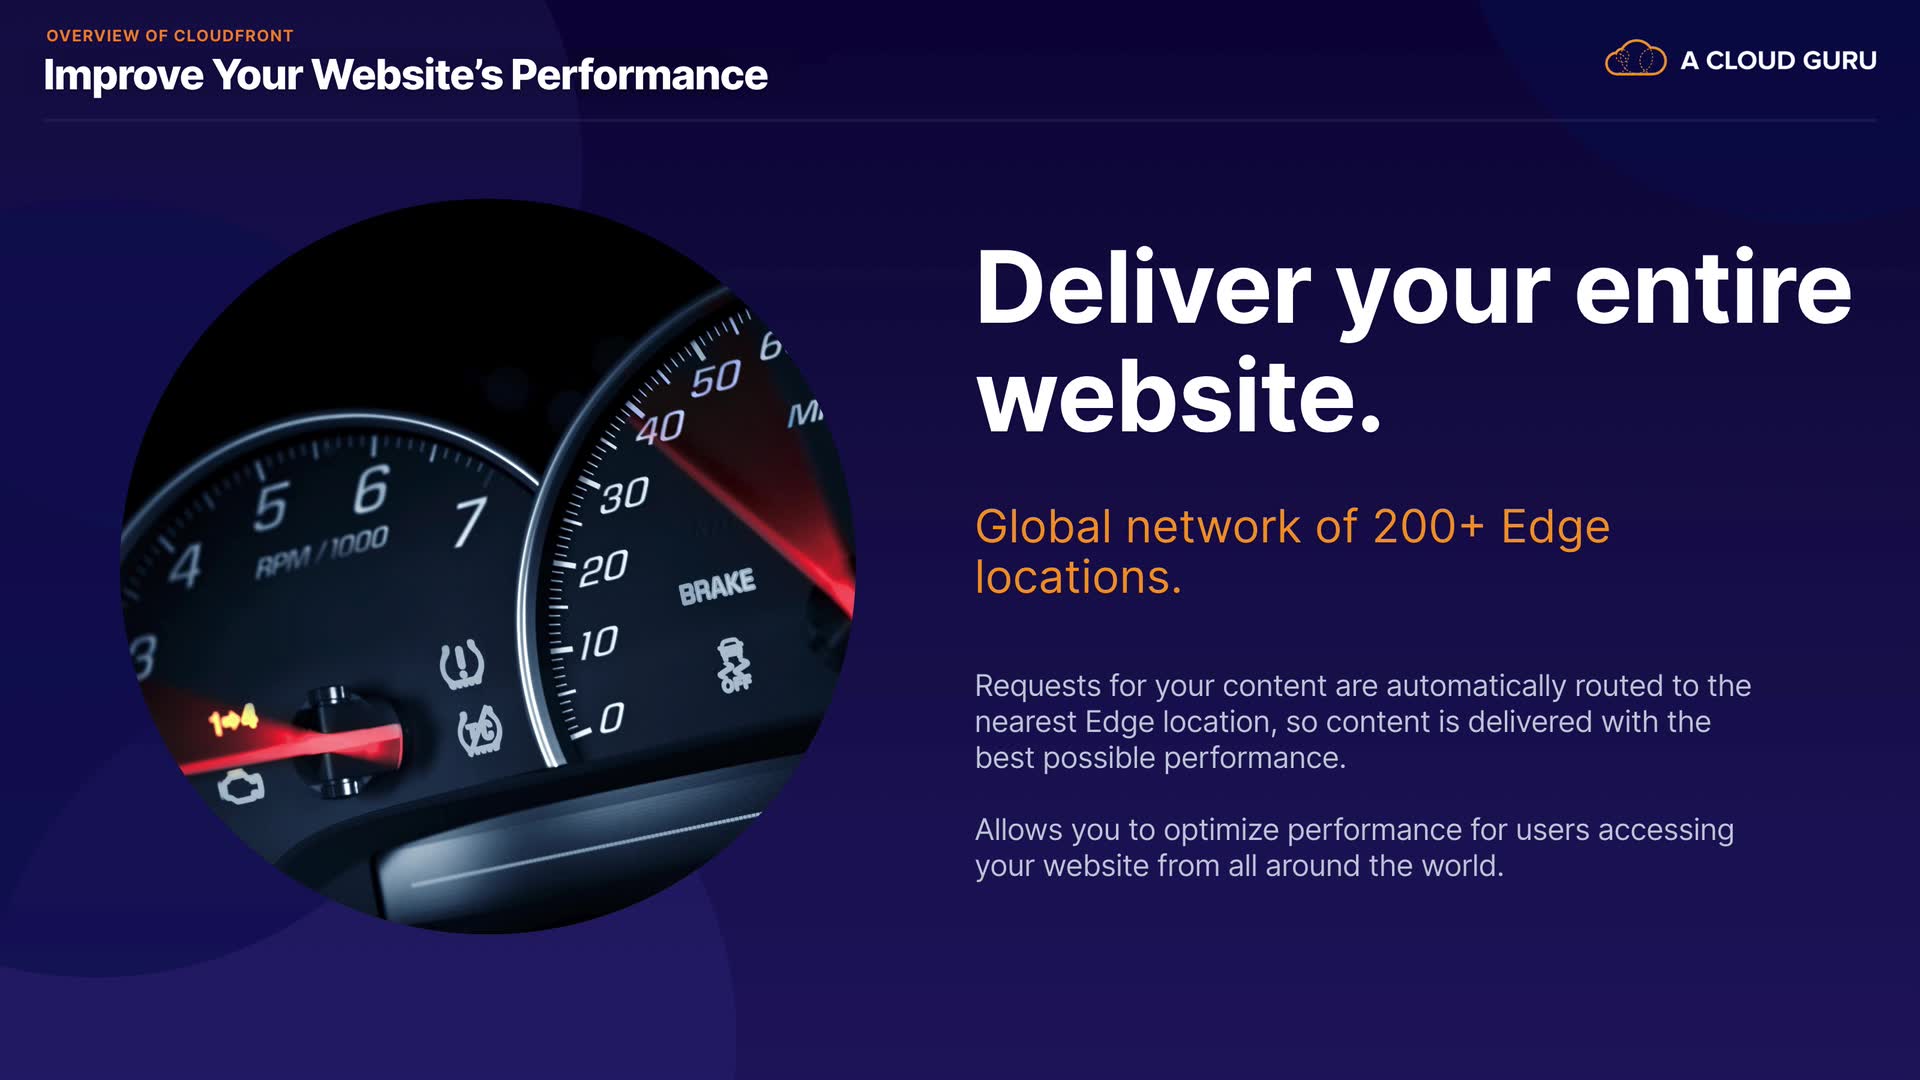 OVERVIEW OF CLOUDFRONT
Improve Your Website’s Performance
A CLOUD GURU
Deliver your entire
website.
Global network of 200+ Edge
locations.
Requests for your content are automatically routed to the
nearest Edge location, so content is delivered with the
best possible performance.
Allows you to optimize performance for users accessing
your website from all around the world.
3
4
5
6
7
RPM / 1000
1➔4
0
10
20
30
40
50
BRAKE
OFF
TC